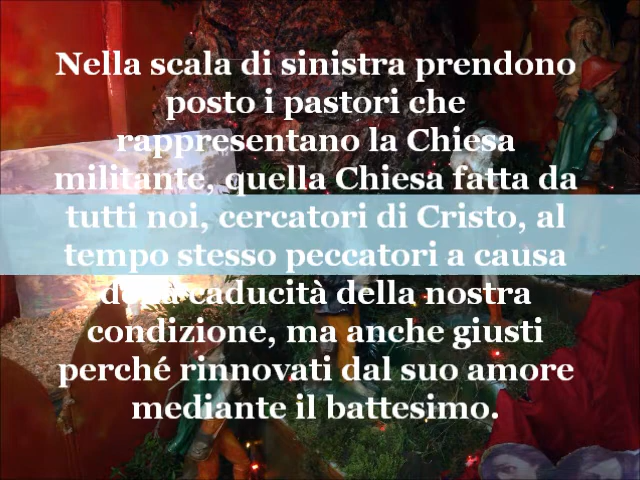 Nella scala di sinistra prendono
posto i pastori che
rappresentano la Chiesa
militante, quella Chiesa fatta da
tutti noi, cercatori di Cristo, al
tempo stesso peccatori a causa
della caducità della nostra
condizione, ma anche giusti
perché rinnovati dal suo amore
mediante il battesimo.